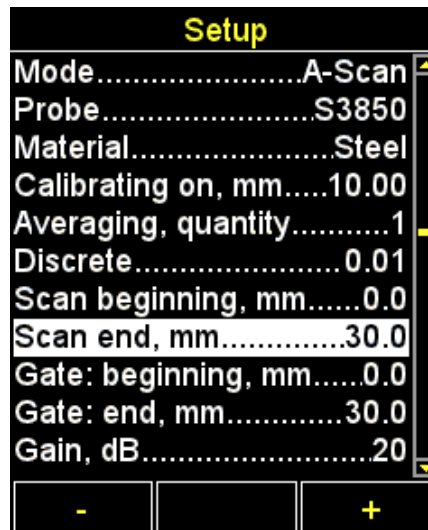 Setup
Mode.....................A-Scan
Probe......................S3850
Material......................Steel
Calibrating on, mm.....10.00
Averaging, quantity...........1
Discrete......................0.01
Scan beginning, mm......0.0
Scan end, mm..............30.0
Gate: beginning, mm......0.0
Gate: end, mm............30.0
Gain, dB........................20
- +